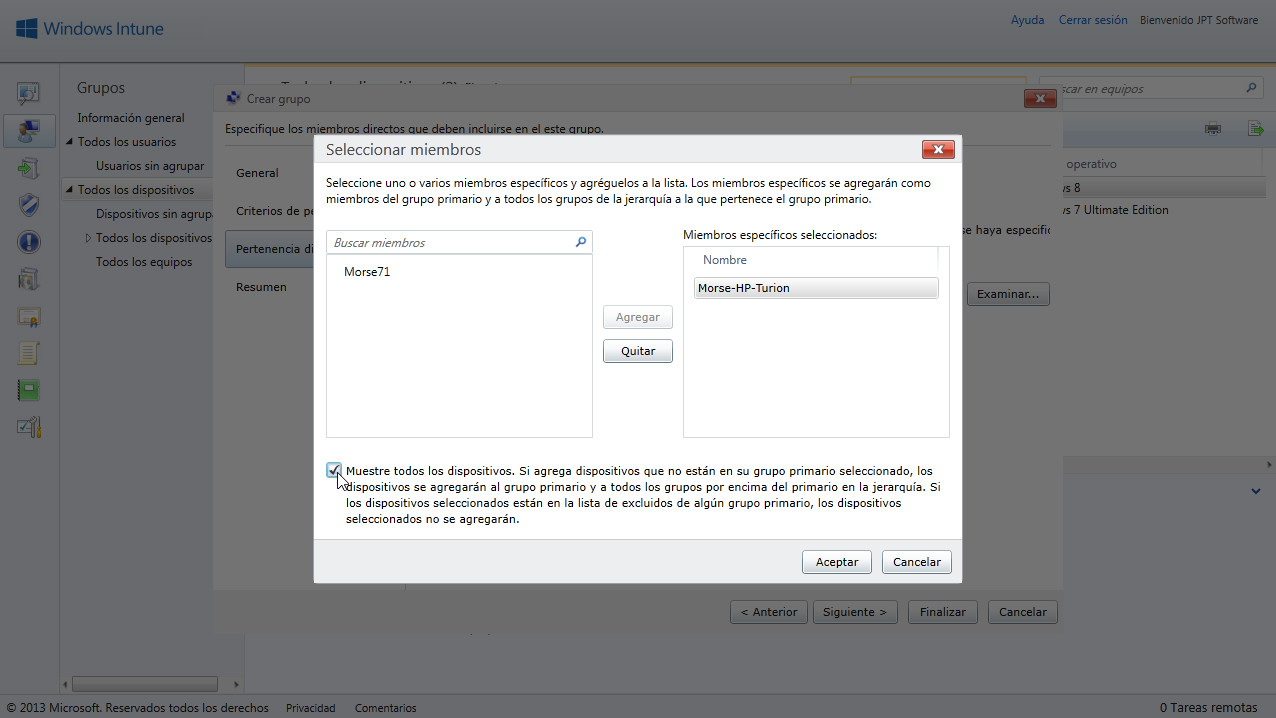 Windows Intune
Ayuda Cerrar sesión Bienvenido JPT Software
Grupos
Información general
Todos los usuarios
Usuarios sin agrupar
Todos los dispositivos
Dispositivos sin agrupa
Todos los dispositivos
Todos los equipos
car en equipos
operativo
s 8
s 7 Ultimate Edition
Crear grupo
Especifique los miembros directos que deben incluirse en el este grupo.
General
Criterios de pe
Pertenencia di
Resumen
se haya específi
Examinar...
Seleccionar miembros
Seleccione uno o varios miembros específicos y agréguelos a la lista. Los miembros específicos se agregarán como
miembros del grupo primario y a todos los grupos de la jerarquía a la que pertenece el grupo primario.
Buscar miembros
Morse71
Agregar
Quitar
Miembros específicos seleccionados:
Nombre
Morse-HP-Turion
Muestre todos los dispositivos. Si agrega dispositivos que no están en su grupo primario seleccionado, los
dispositivos se agregarán al grupo primario y a todos los grupos por encima del primario en la jerarquía. Si
los dispositivos seleccionados están en la lista de excluidos de algún grupo primario, los dispositivos
seleccionados no se agregarán.
Aceptar Cancelar
< Anterior Siguiente > Finalizar Cancelar
© 2013 Microsoft. Reservados todos los derechos Privacidad Comentarios 0 Tareas remotas